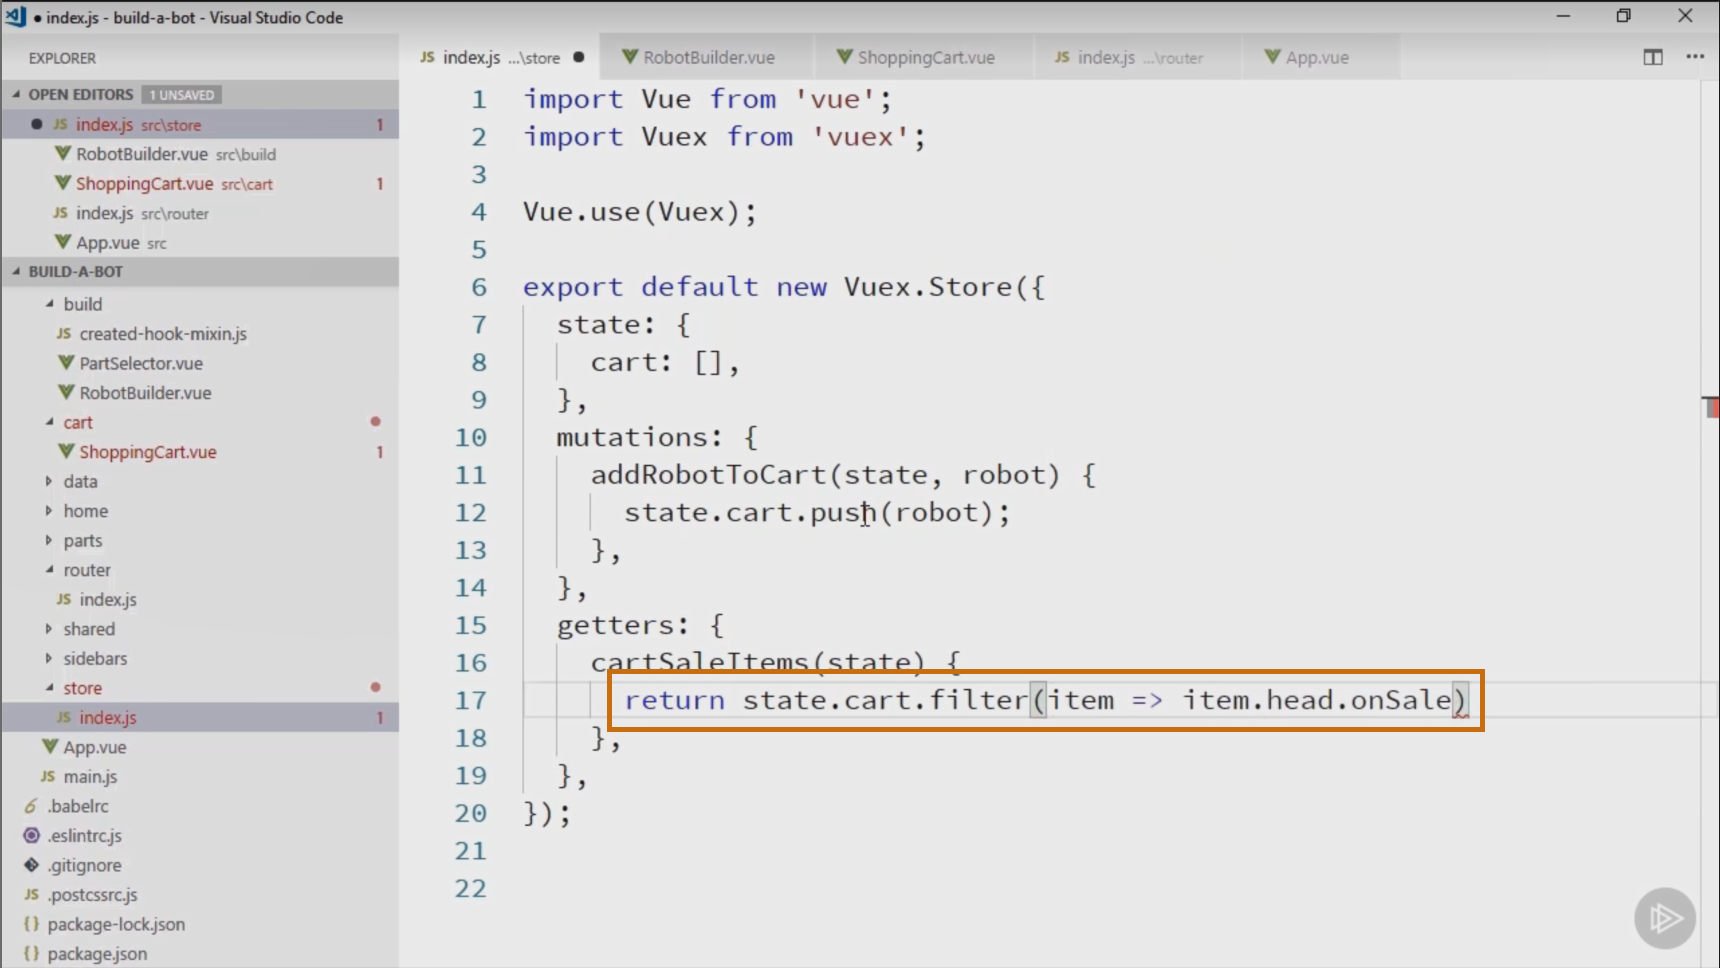 index.js - build-a-bot - Visual Studio Code
EXPLORER
OPEN EDITORS 1 UNSAVED
JS index.js src\store 1
RobotBuilder.vue src\build
ShoppingCart.vue src\cart 1
JS index.js src\router
App.vue src
BUILD-A-BOT
build
JS created-hook-mixin.js
PartSelector.vue
RobotBuilder.vue
cart
ShoppingCart.vue 1
data
home
parts
router
JS index.js
shared
sidebars
store
JS index.js 1
App.vue
JS main.js
.babelrc
.eslintrc.js
.gitignore
JS .postcssrc.js
{} package-lock.json
{} package.json
JS index.js ...\store
RobotBuilder.vue
ShoppingCart.vue
JS index.js ...\router
App.vue
1 import Vue from 'vue';
2 import Vuex from 'vuex';
3
4 Vue.use(Vuex);
5
6 export default new Vuex.Store({
7 state: {
8 cart: [],
9 },
10 mutations: {
11 addRobotToCart(state, robot) {
12 state.cart.push(robot);
13 },
14 },
15 getters: {
16 cartSaleItems(state) {
17 return state.cart.filter(item => item.head.onSale)
18 },
19 },
20 });
21
22